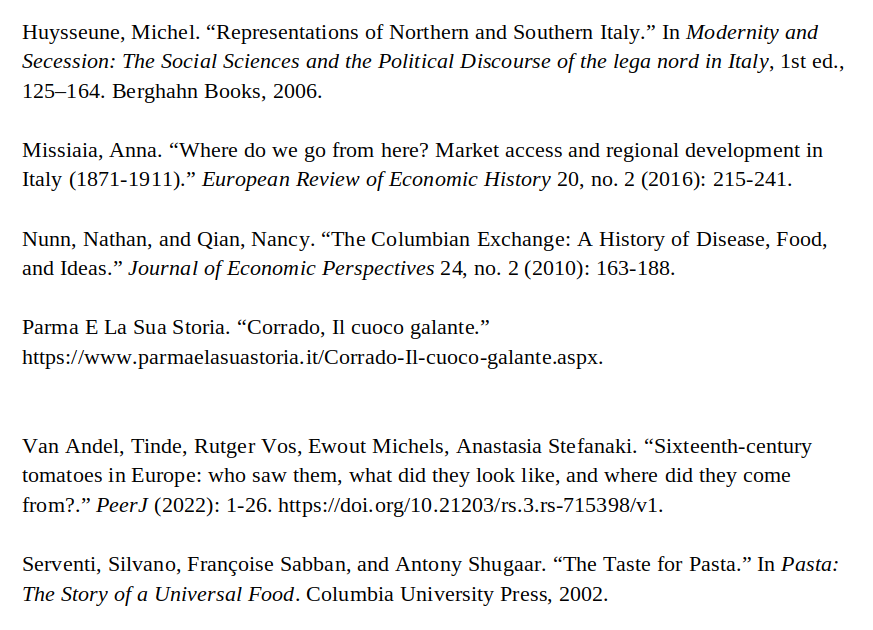 Huysseune, Michel. “Representations of Northern and Southern Italy.” In Modernity and
Secession: The Social Sciences and the Political Discourse of the lega nord in Italy, 1st ed.,
125–164. Berghahn Books, 2006.
Missiaia, Anna. “Where do we go from here? Market access and regional development in
Italy (1871-1911).” European Review of Economic History 20, no. 2 (2016): 215-241.
Nunn, Nathan, and Qian, Nancy. “The Columbian Exchange: A History of Disease, Food,
and Ideas.” Journal of Economic Perspectives 24, no. 2 (2010): 163-188.
Parma E La Sua Storia. “Corrado, Il cuoco galante.”
https://www.parmaelasuastoria.it/Corrado-Il-cuoco-galante.aspx.
Van Andel, Tinde, Rutger Vos, Ewout Michels, Anastasia Stefanaki. “Sixteenth-century
tomatoes in Europe: who saw them, what did they look like, and where did they come
from?.” PeerJ (2022): 1-26. https://doi.org/10.21203/rs.3.rs-715398/v1.
Serventi, Silvano, Françoise Sabban, and Antony Shugaar. “The Taste for Pasta.” In Pasta:
The Story of a Universal Food. Columbia University Press, 2002.